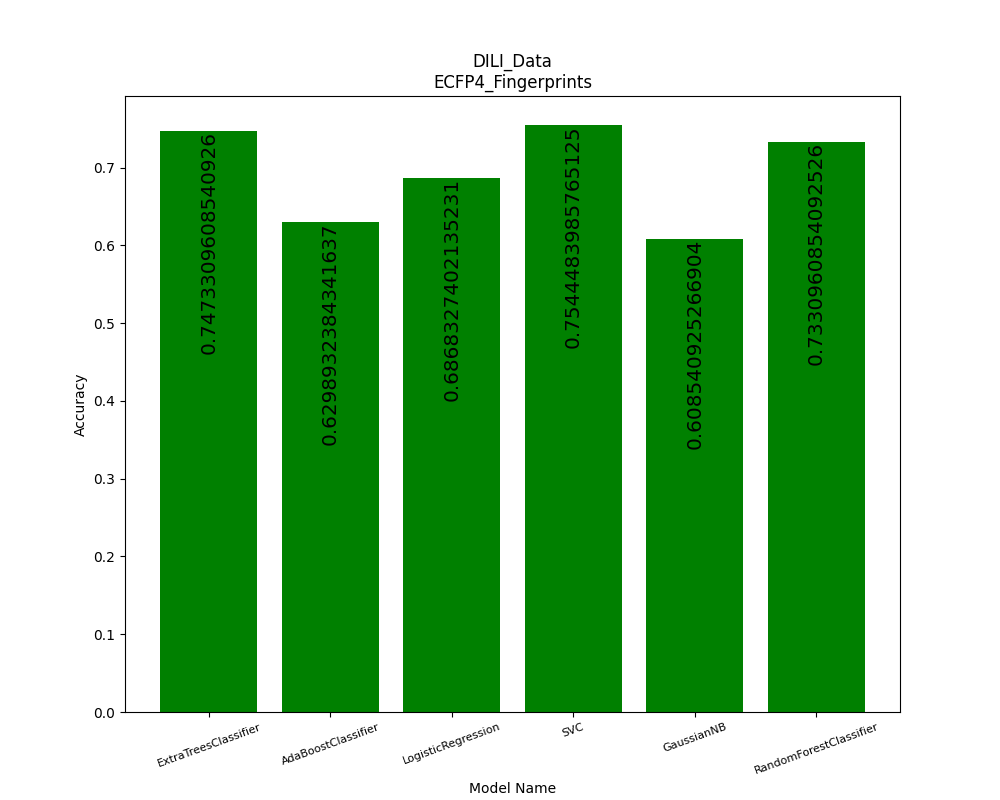 DILI_Data
ECFP4_Fingerprints
Accuracy
0.7
0.6
0.5
0.4
0.3
0.2
0.1
0.0
0.7473309608540926
0.6298932384341637
0.6868327402135231
0.7544483985765125
0.608540925266904
0.7330960854092526
ExtraTreesClassifier
AdaBoostClassifier
LogisticRegression
SVC
GaussianNB
RandomForestClassifier
Model Name